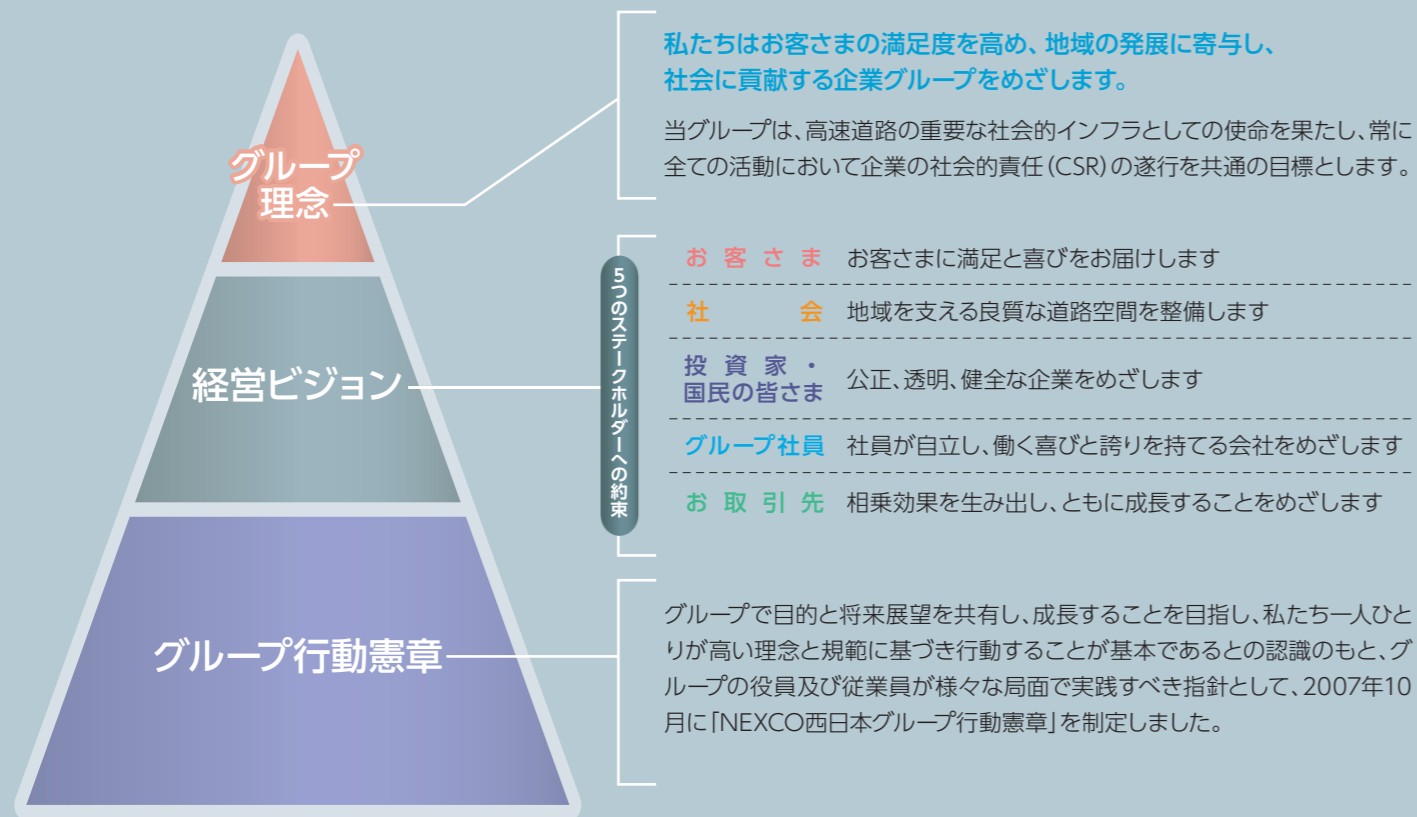 グループ
理念
私たちはお客さまの満足度を高め、地域の発展に寄与し、
社会に貢献する企業グループをめざします。
当グループは、高速道路の重要な社会的インフラとしての使命を果たし、常に
全ての活動において企業の社会的責任(CSR)の遂行を共通の目標とします。
経営ビジョン
5つのステークホルダーへの約束
お客さま お客さまに満足と喜びをお届けします
社会 地域を支える良質な道路空間を整備します
投資家・
国民の皆さま 公正、透明、健全な企業をめざします
グループ社員 社員が自立し、働く喜びと誇りを持てる会社をめざします
お取引先 相乗効果を生み出し、ともに成長することをめざします
グループ行動憲章
グループで目的と将来展望を共有し、成長することを目指し、私たち一人ひと
りが高い理念と規範に基づき行動することが基本であるとの認識のもと、グ
ループの役員及び従業員が様々な局面で実践すべき指針として、2007年10
月に「NEXCO西日本グループ行動憲章」を制定しました。